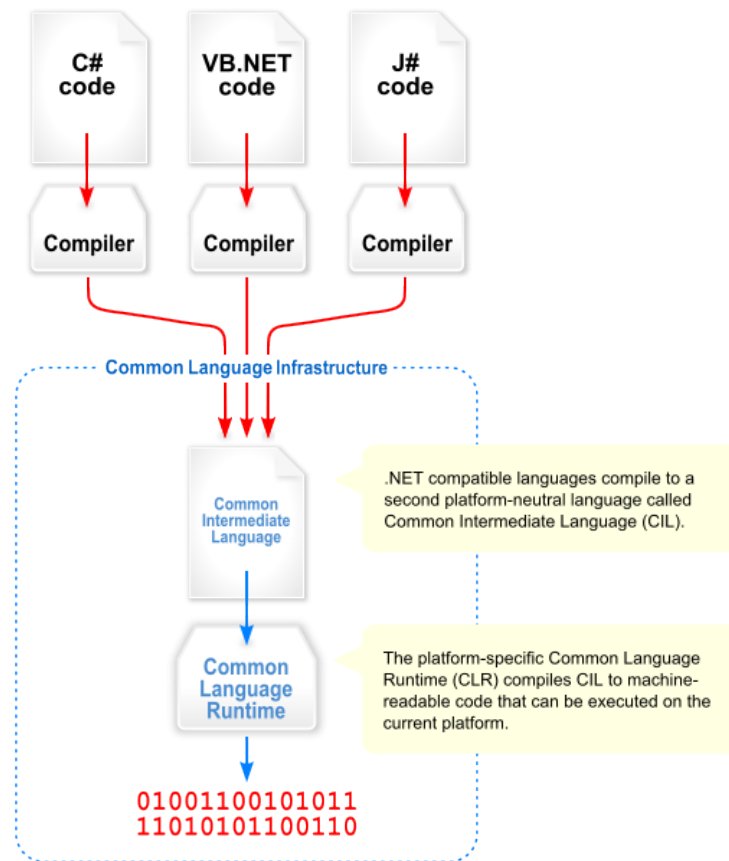 C#
code
VB.NET
code
J#
code
Compiler
Compiler
Compiler
Common Language Infrastructure
Common
Intermediate
Language
.NET compatible languages compile to a
second platform-neutral language called
Common Intermediate Language (CIL).
Common
Language
Runtime
The platform-specific Common Language
Runtime (CLR) compiles CIL to machine-
readable code that can be executed on the
current platform.
01001100101011
11010101100110